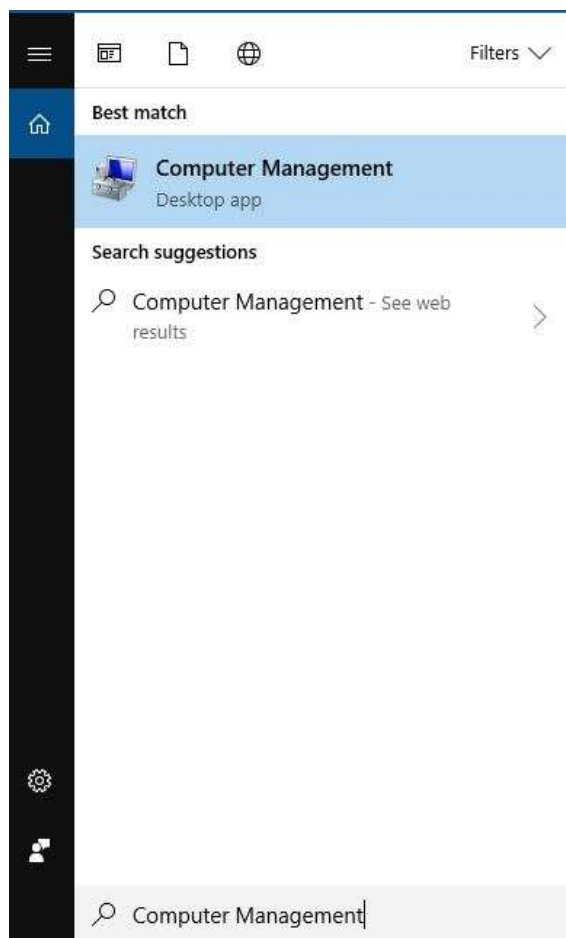 Filters
Best match
Computer Management
Desktop app
Search suggestions
Computer Management - See web
results
Computer Management